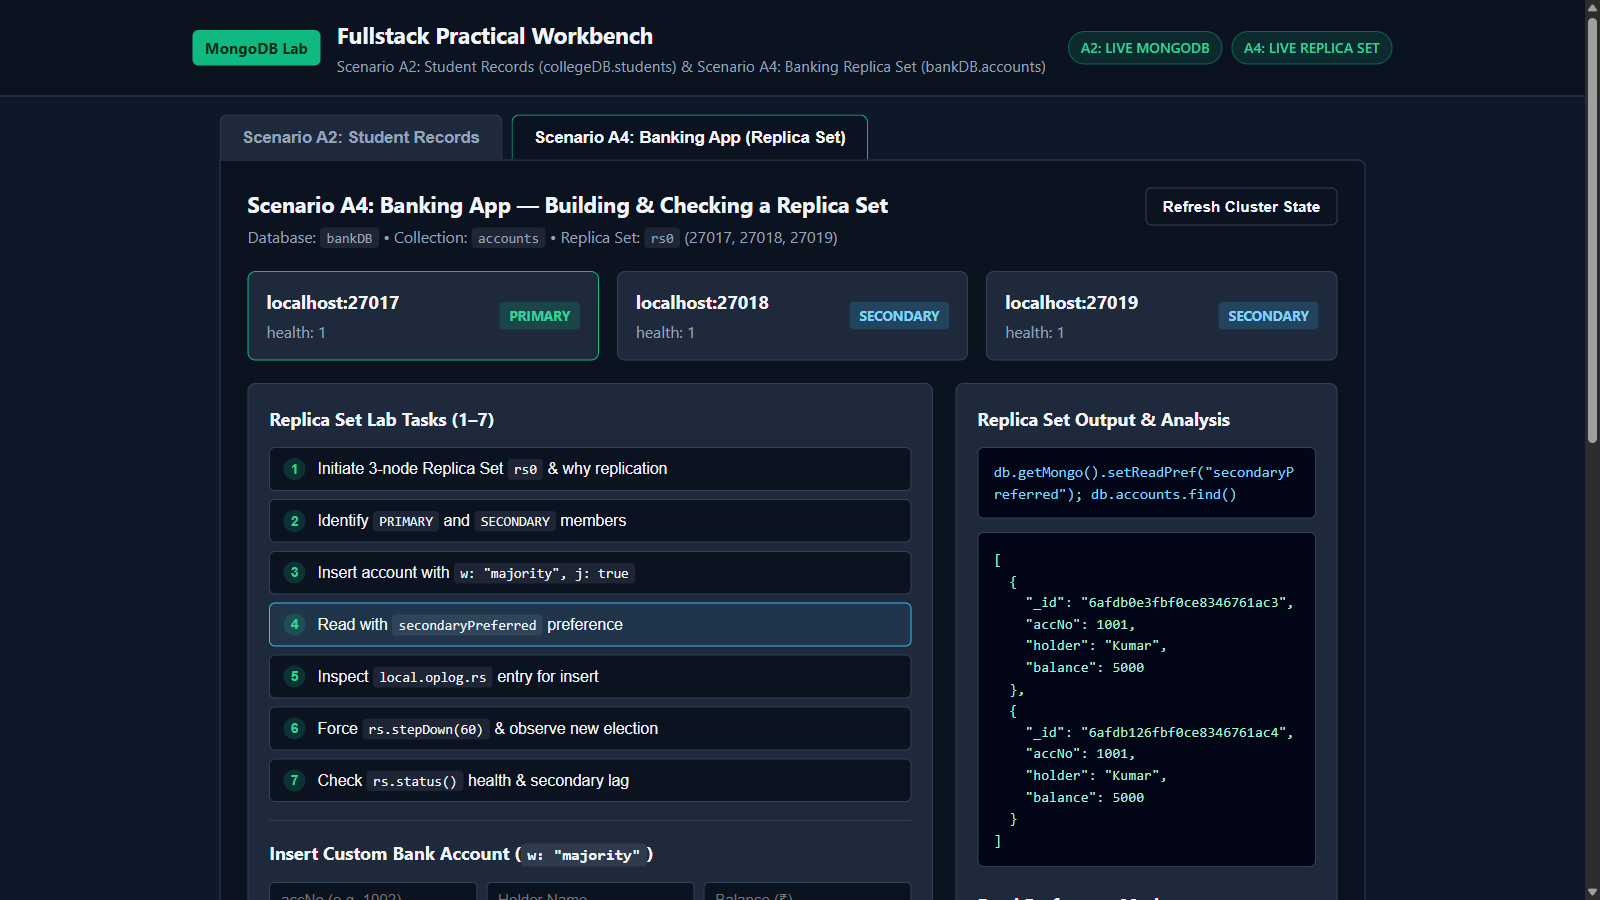 MongoDB Lab
Fullstack Practical Workbench
Scenario A2: Student Records (collegeDB.students) & Scenario A4: Banking Replica Set (bankDB.accounts)
A2: LIVE MONGODB
A4: LIVE REPLICA SET
Scenario A2: Student Records
Scenario A4: Banking App (Replica Set)
Scenario A4: Banking App — Building & Checking a Replica Set
Refresh Cluster State
Database: bankDB • Collection: accounts • Replica Set: rs0 (27017, 27018, 27019)
localhost:27017
health: 1
PRIMARY
localhost:27018
health: 1
SECONDARY
localhost:27019
health: 1
SECONDARY
Replica Set Lab Tasks (1–7)
1 Initiate 3-node Replica Set rs0 & why replication
2 Identify PRIMARY and SECONDARY members
3 Insert account with w: "majority", j: true
4 Read with secondaryPreferred preference
5 Inspect local.oplog.rs entry for insert
6 Force rs.stepDown(60) & observe new election
7 Check rs.status() health & secondary lag
Insert Custom Bank Account ( w: "majority" )
accNo (e.g. 1002)
Holder Name
Balance (₹)
Replica Set Output & Analysis
db.getMongo().setReadPref("secondaryP
referred"); db.accounts.find()
[
{
"_id": "6afdb0e3fbf0ce8346761ac3",
"accNo": 1001,
"holder": "Kumar",
"balance": 5000
},
{
"_id": "6afdb126fbf0ce8346761ac4",
"accNo": 1001,
"holder": "Kumar",
"balance": 5000
}
]